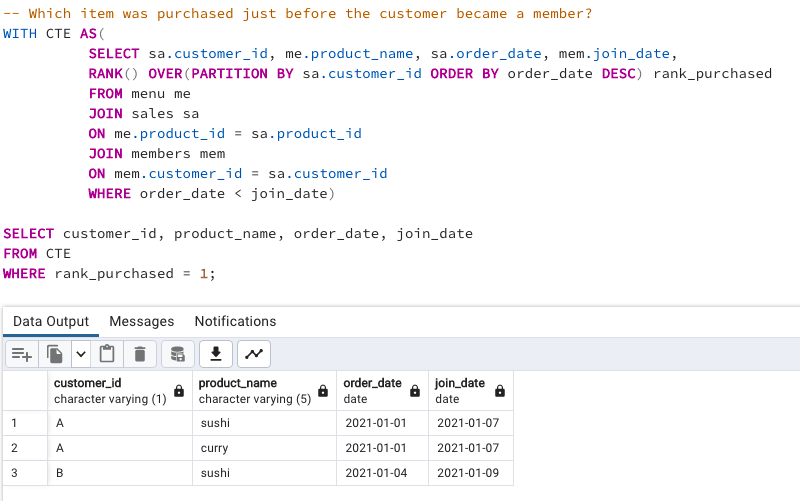 -- Which item was purchased just before the customer became a member?
WITH CTE AS(
SELECT sa.customer_id, me.product_name, sa.order_date, mem.join_date,
RANK() OVER(PARTITION BY sa.customer_id ORDER BY order_date DESC) rank_purchased
FROM menu me
JOIN sales sa
ON me.product_id = sa.product_id
JOIN members mem
ON mem.customer_id = sa.customer_id
WHERE order_date < join_date)
SELECT customer_id, product_name, order_date, join_date
FROM CTE
WHERE rank_purchased = 1;
Data Output Messages Notifications
customer_id product_name order_date join_date
character varying (1) character varying (5) date date
1 A sushi 2021-01-01 2021-01-07
2 A curry 2021-01-01 2021-01-07
3 B sushi 2021-01-04 2021-01-09